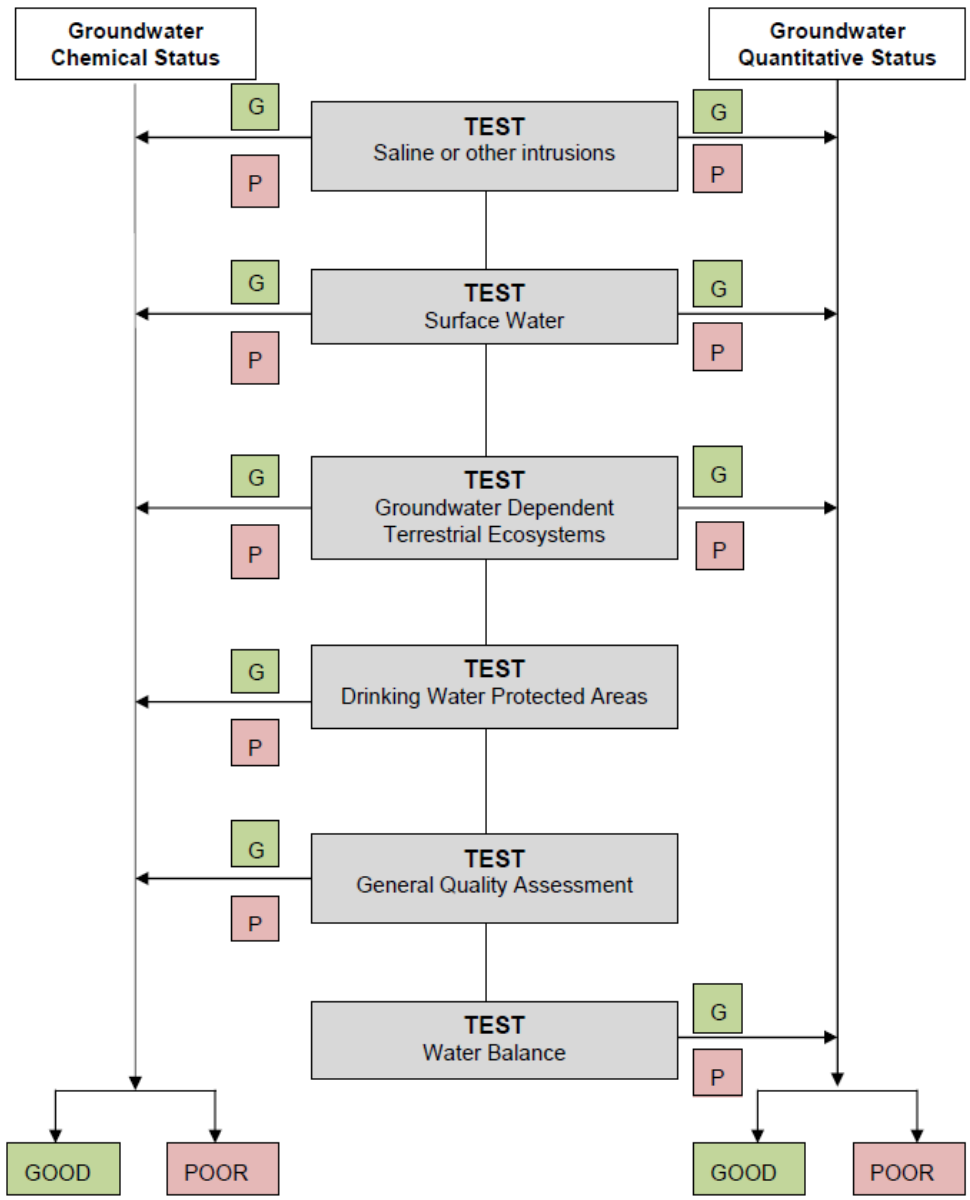 Groundwater
Chemical Status
Groundwater
Quantitative Status
G
P
TEST
Saline or other intrusions
G
P
G
P
TEST
Surface Water
G
P
G
P
TEST
Groundwater Dependent
Terrestrial Ecosystems
G
P
G
P
TEST
Drinking Water Protected Areas
G
P
TEST
General Quality Assessment
TEST
Water Balance
G
P
GOOD
POOR
GOOD
POOR